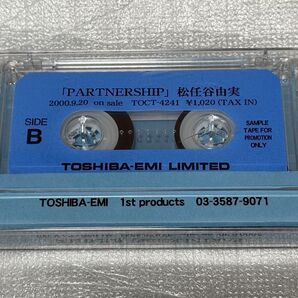 「PARTNERSHIP」松任谷由実
2000.9.20 on sale TOCT-4241 ¥1,020 (TAX IN)
SIDE
B
SAMPLE
TAPE FOR
PROMOTION
ONLY
TOSHIBA-EMI LIMITED
TOSHIBA-EMI 1st products 03-3587-9071